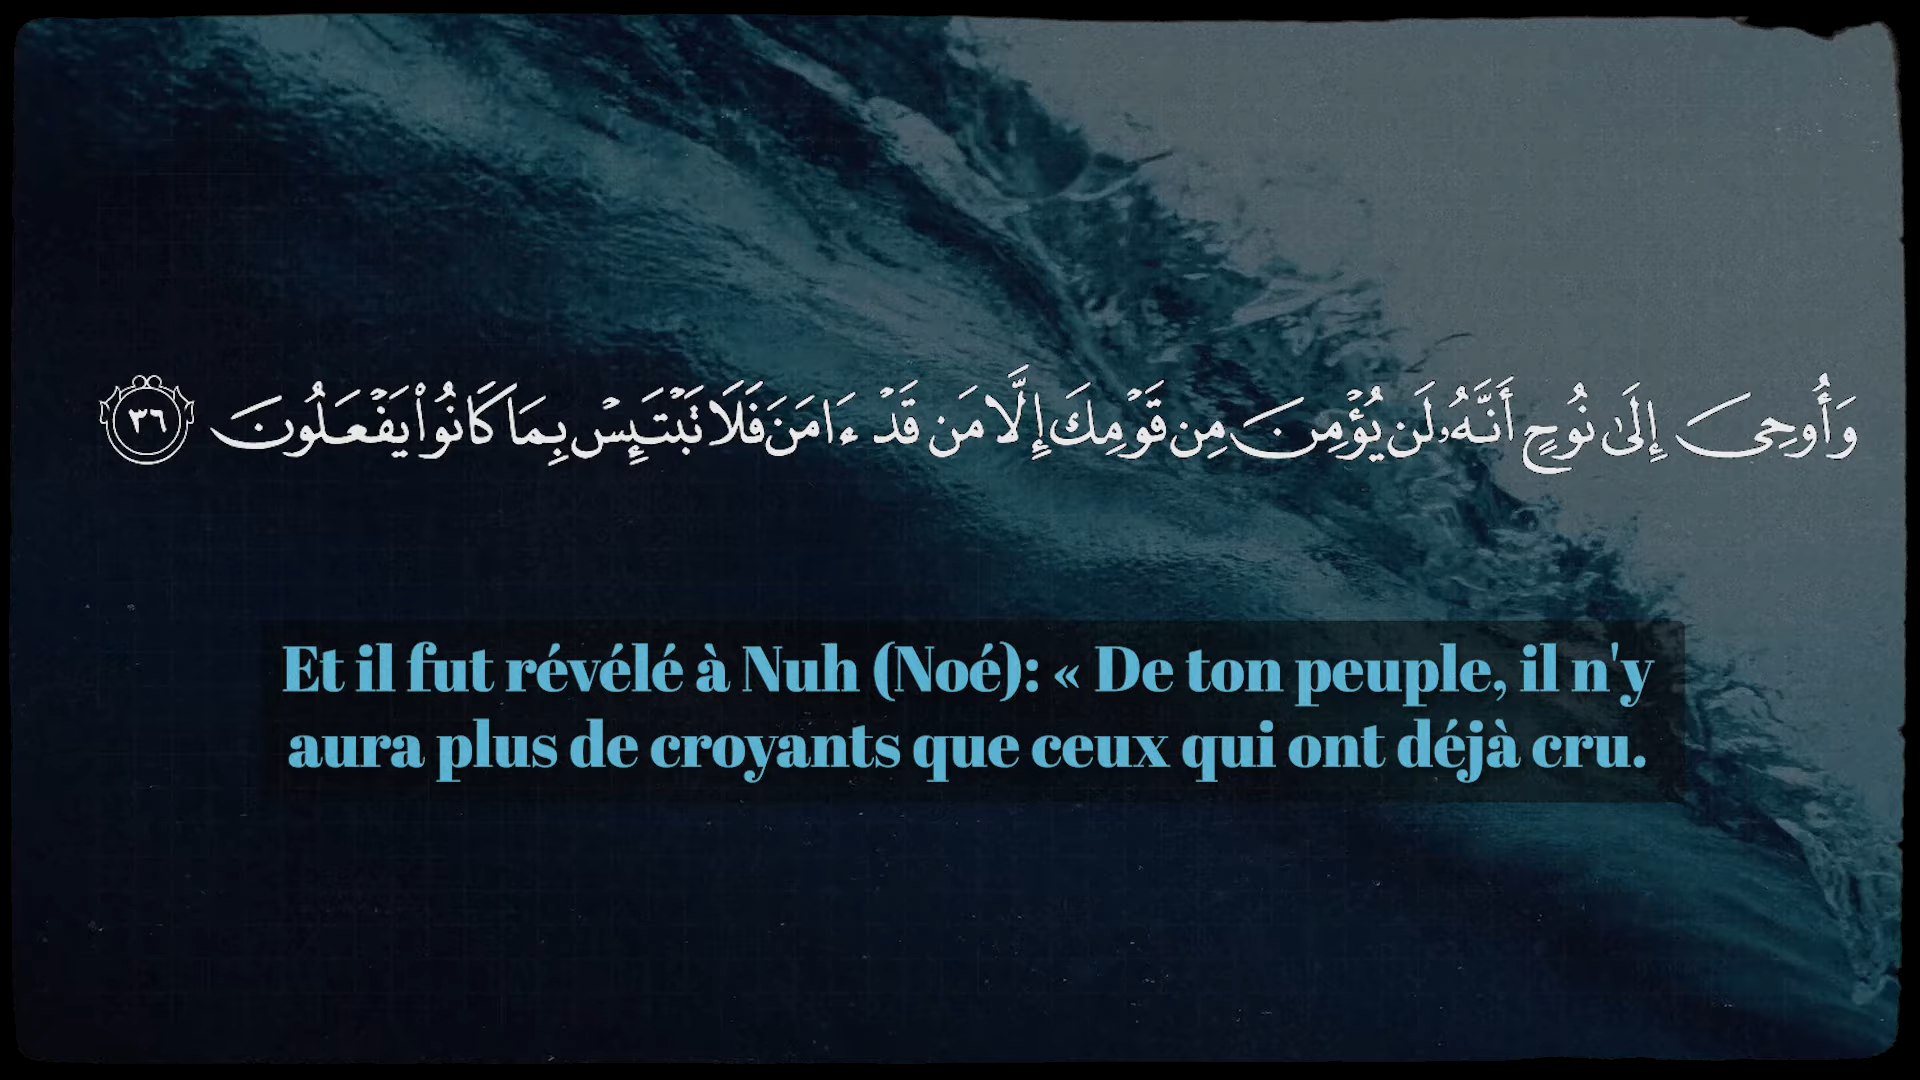 وَأُوحِىَ إِلَىٰ نُوحٍ أَنَّهُۥ لَن يُؤْمِنَ مِن قَوْمِكَ إِلَّا مَن قَدْ ءَامَنَ فَلَا تَبْتَئِسْ بِمَا كَانُوا۟ يَفْعَلُونَ ٣٦
Et il fut révélé à Nuh (Noé): « De ton peuple, il n'y
aura plus de croyants que ceux qui ont déjà cru.